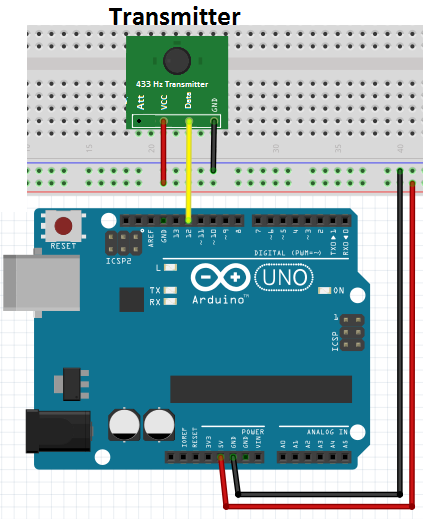 Transmitter
433 Hz Transmitter
Att VCC Data GND
15 20 25 30 35 40
AREF GND 13 12 ~11 ~10 ~9 8 7 ~6 ~5 4 ~3 2 TX0 1 RX0 0
RESET
ICSP2
DIGITAL (PWM=~)
L
TX
RX
UNO
ON
Arduino™
1
ICSP
POWER
ANALOG IN
IOREF RESET 3V3 5V GND GND VIN A0 A1 A2 A3 A4 A5